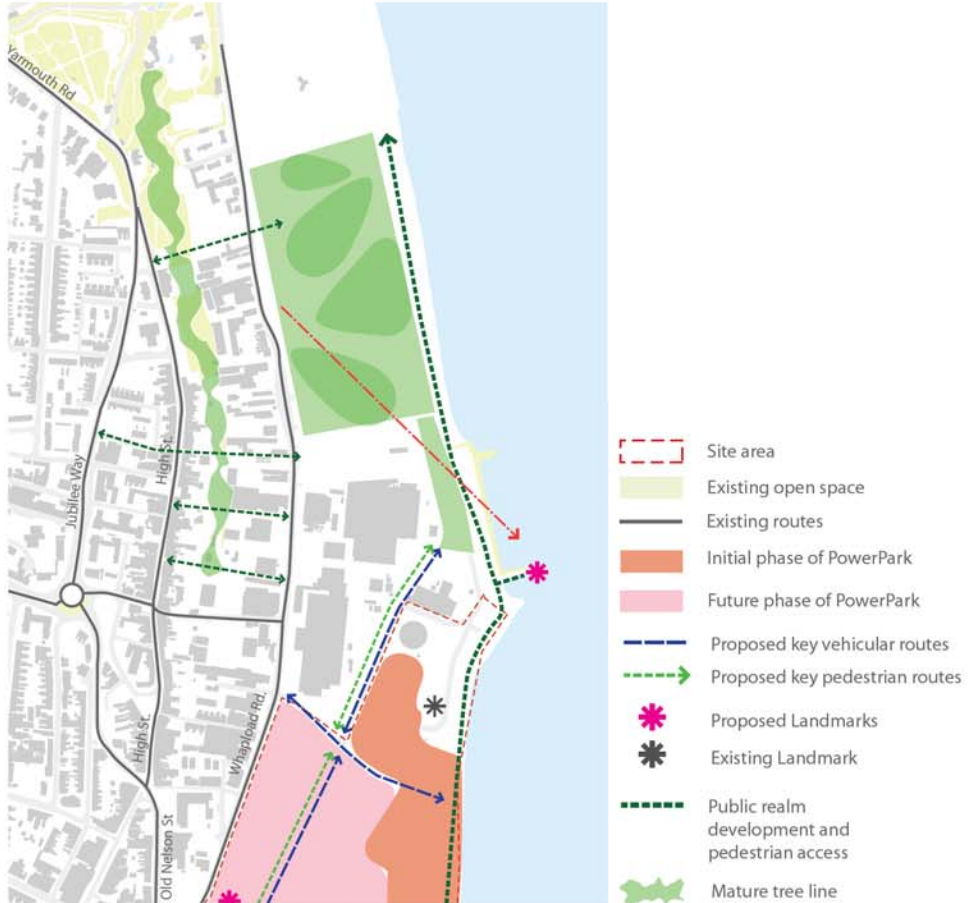 Yarmouth Rd
Jubilee Way
High St.
Whapload Rd.
High St.
Old Nelson St
Site area
Existing open space
Existing routes
Initial phase of PowerPark
Future phase of PowerPark
Proposed key vehicular routes
Proposed key pedestrian routes
Proposed Landmarks
Existing Landmark
Public realm
development and
pedestrian access
Mature tree line